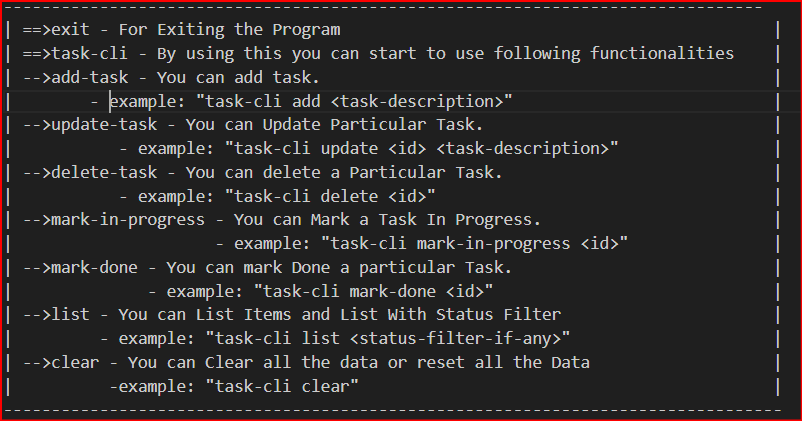 -------------------------------------------------------------------------------
| ==>exit - For Exiting the Program                                             |
| ==>task-cli - By using this you can start to use following functionalities    |
| -->add-task - You can add task.                                               |
|        - example: "task-cli add <task-description>"                           |
| -->update-task - You can Update Particular Task.                              |
|           - example: "task-cli update <id> <task-description>"                |
| -->delete-task - You can delete a Particular Task.                            |
|           - example: "task-cli delete <id>"                                   |
| -->mark-in-progress - You can Mark a Task In Progress.                        |
|                     - example: "task-cli mark-in-progress <id>"               |
| -->mark-done - You can mark Done a particular Task.                           |
|              - example: "task-cli mark-done <id>"                             |
| -->list - You can List Items and List With Status Filter                      |
|         - example: "task-cli list <status-filter-if-any>"                     |
| -->clear - You can Clear all the data or reset all the Data                   |
|          -example: "task-cli clear"                                           |
---------------------------------------------------------------------------------